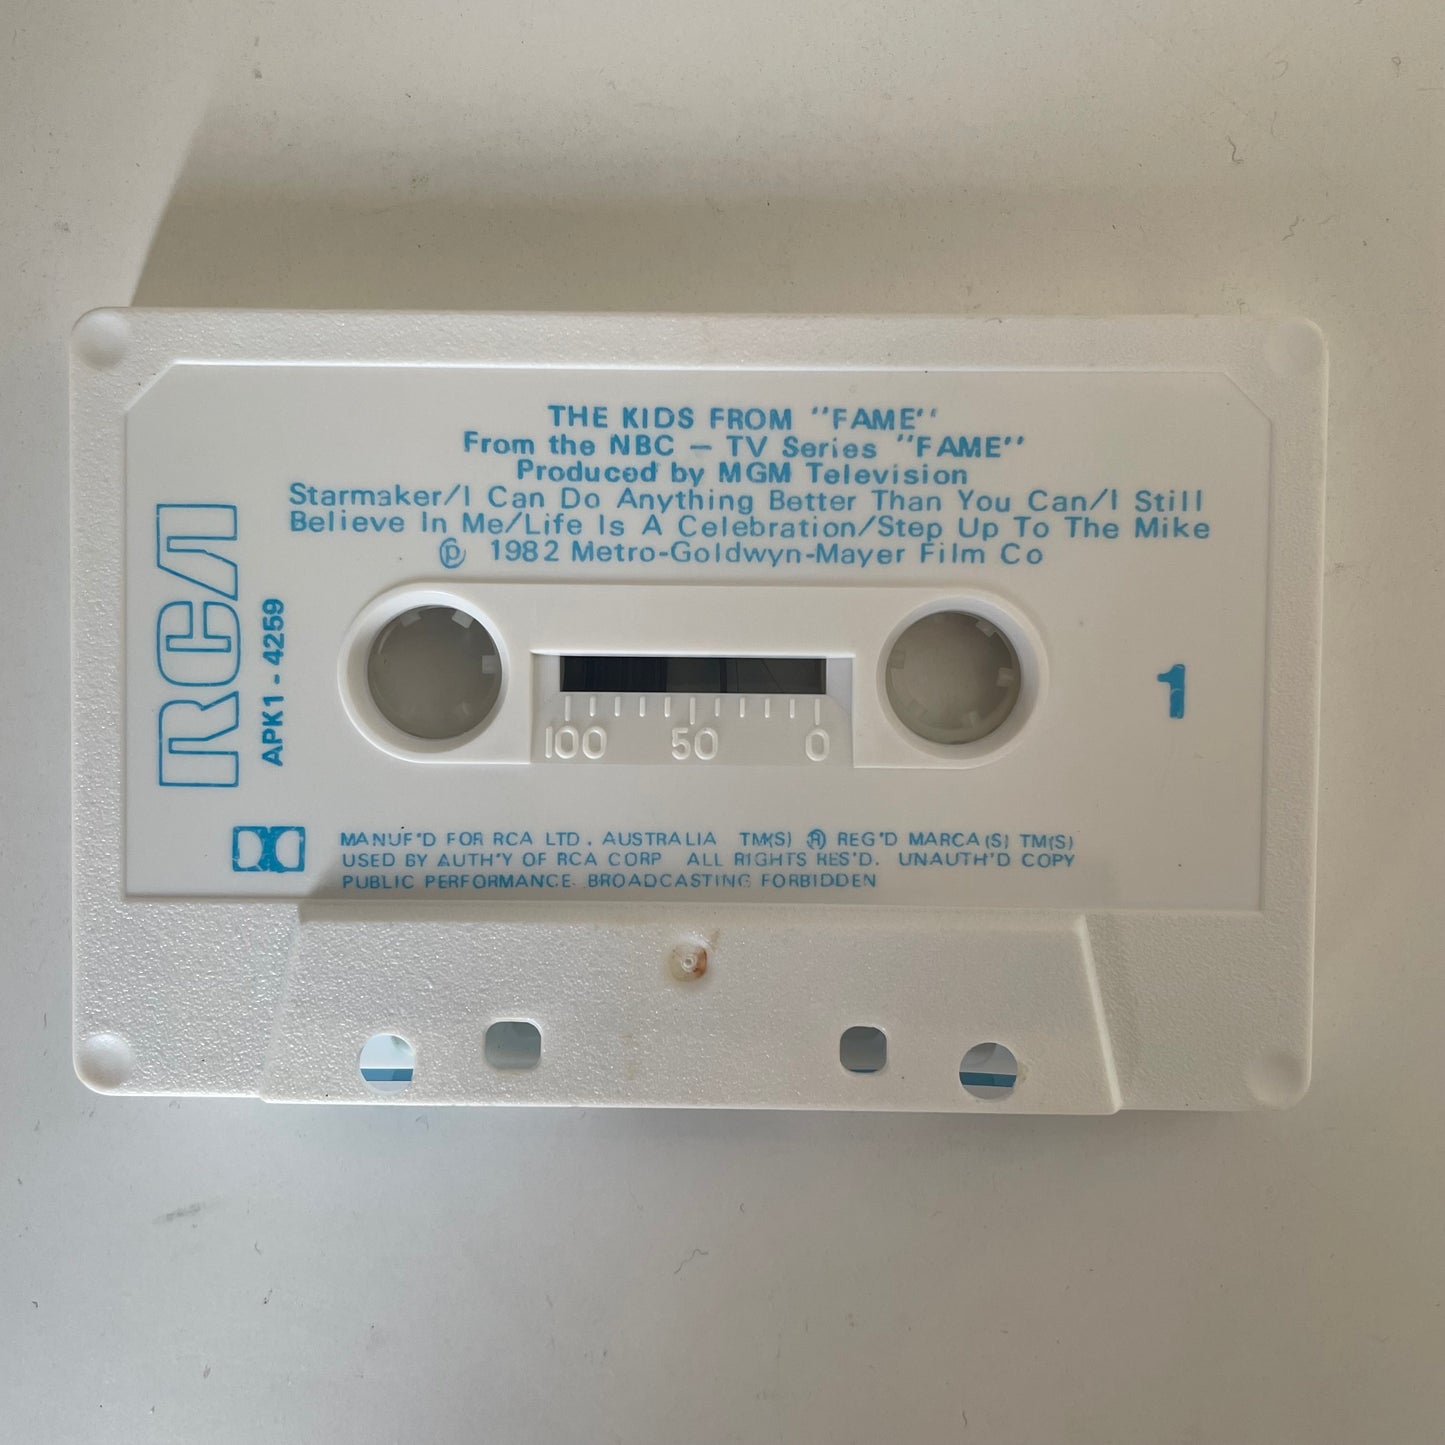 THE KIDS FROM "FAME"
From the NBC – TV Series "FAME"
Produced by MGM Television
Starmaker/I Can Do Anything Better Than You Can/I Still
Believe In Me/Life Is A Celebration/Step Up To The Mike
℗ 1982 Metro-Goldwyn-Mayer Film Co
RCA
APK1 - 4259
100 50 0
1
MANUF'D FOR RCA LTD. AUSTRALIA TM(S) ® REG'D MARCA(S) TM(S)
USED BY AUTH'Y OF RCA CORP ALL RIGHTS RES'D. UNAUTH'D COPY
PUBLIC PERFORMANCE. BROADCASTING FORBIDDEN